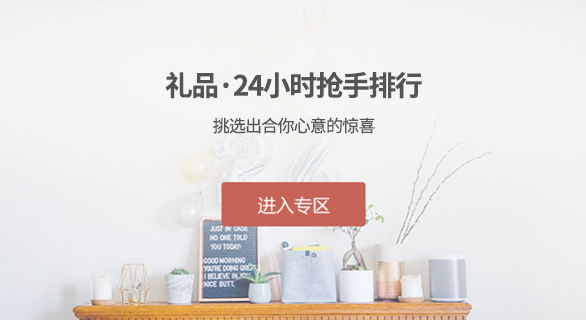 礼品·24小时抢手排行
挑选出合你心意的惊喜
进入专区
JUST IN CASE
NO ONE TOLD
YOU TODAY:
GOOD MORNING
YOU'RE DOING GREAT
I BELIEVE IN YOU
NICE BUTT.